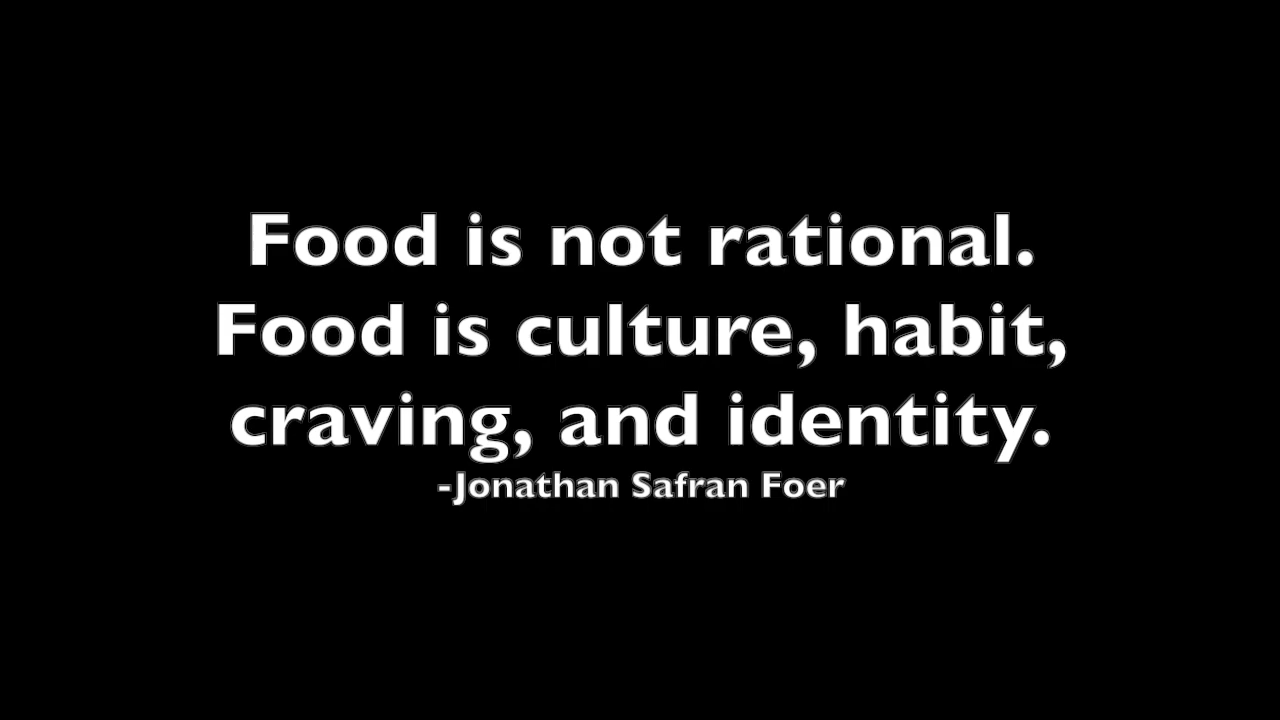 Food is not rational.
Food is culture, habit,
craving, and identity.
-Jonathan Safran Foer